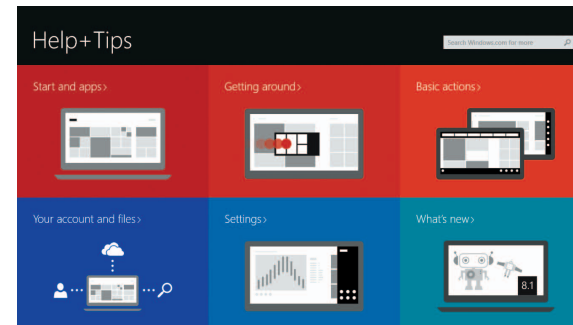 Help+Tips
Search Windows.com for more
Start and apps>
Getting around>
Basic actions>
Your account and files>
Settings>
What's new>
8.1